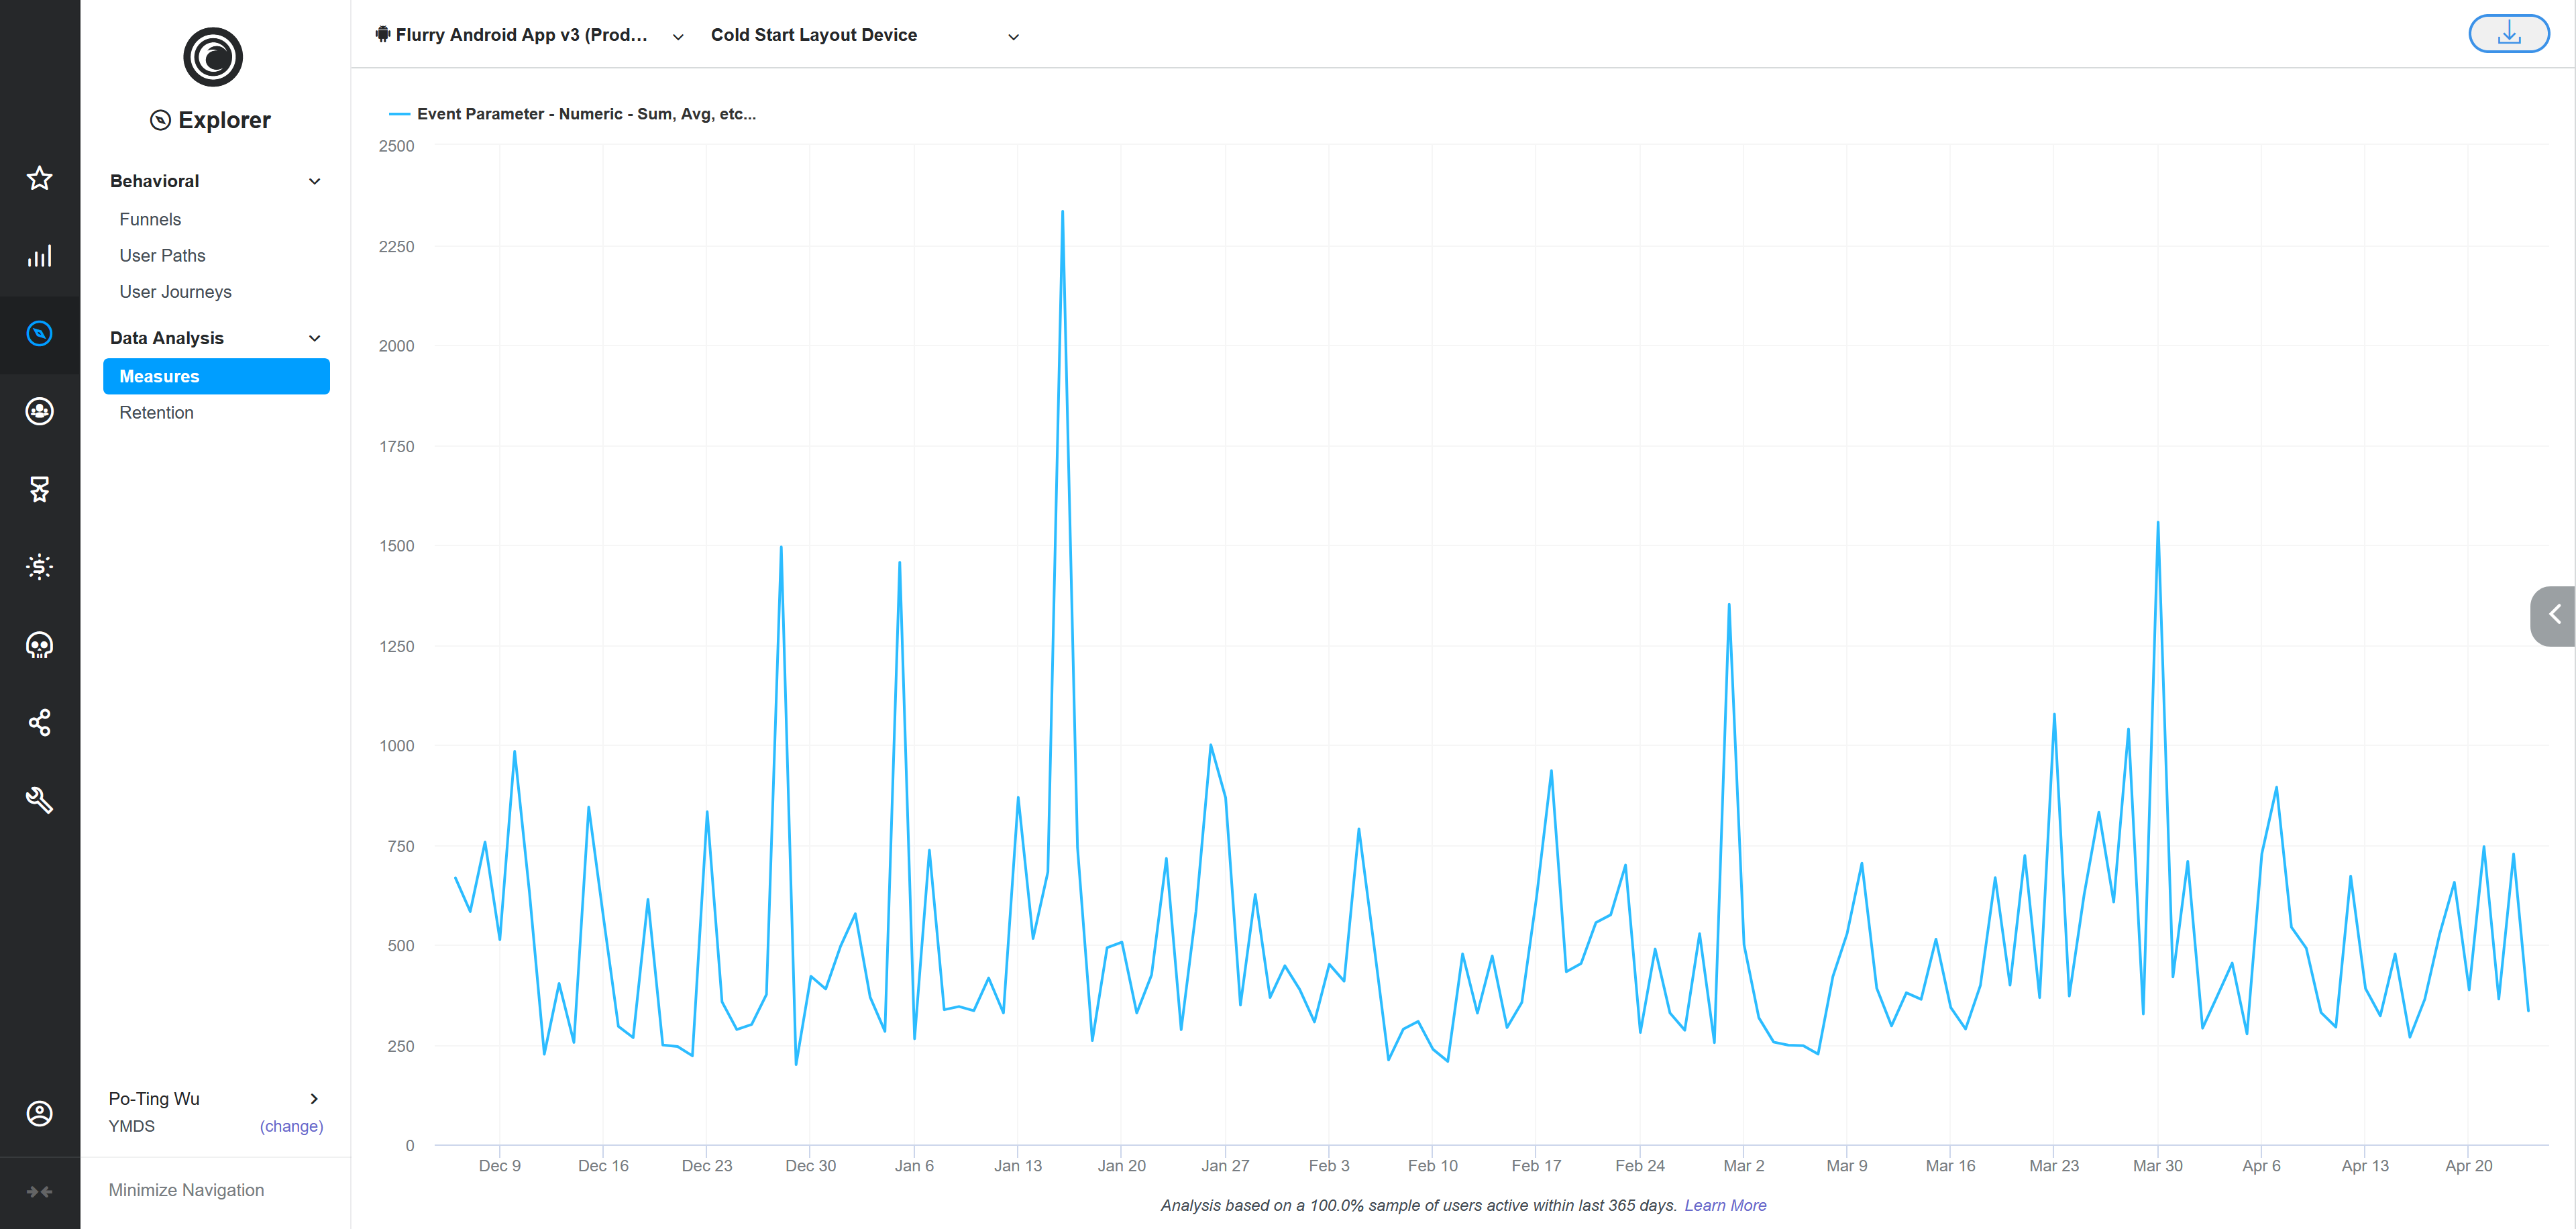 Flurry Android App v3 (Prod...
Cold Start Layout Device
Explorer
Behavioral
Funnels
User Paths
User Journeys
Data Analysis
Measures
Retention
Po-Ting Wu
YMDS (change)
Minimize Navigation
Event Parameter - Numeric - Sum, Avg, etc...
2500
2250
2000
1750
1500
1250
1000
750
500
250
0
Dec 9 Dec 16 Dec 23 Dec 30 Jan 6 Jan 13 Jan 20 Jan 27 Feb 3 Feb 10 Feb 17 Feb 24 Mar 2 Mar 9 Mar 16 Mar 23 Mar 30 Apr 6 Apr 13 Apr 20
Analysis based on a 100.0% sample of users active within last 365 days. Learn More